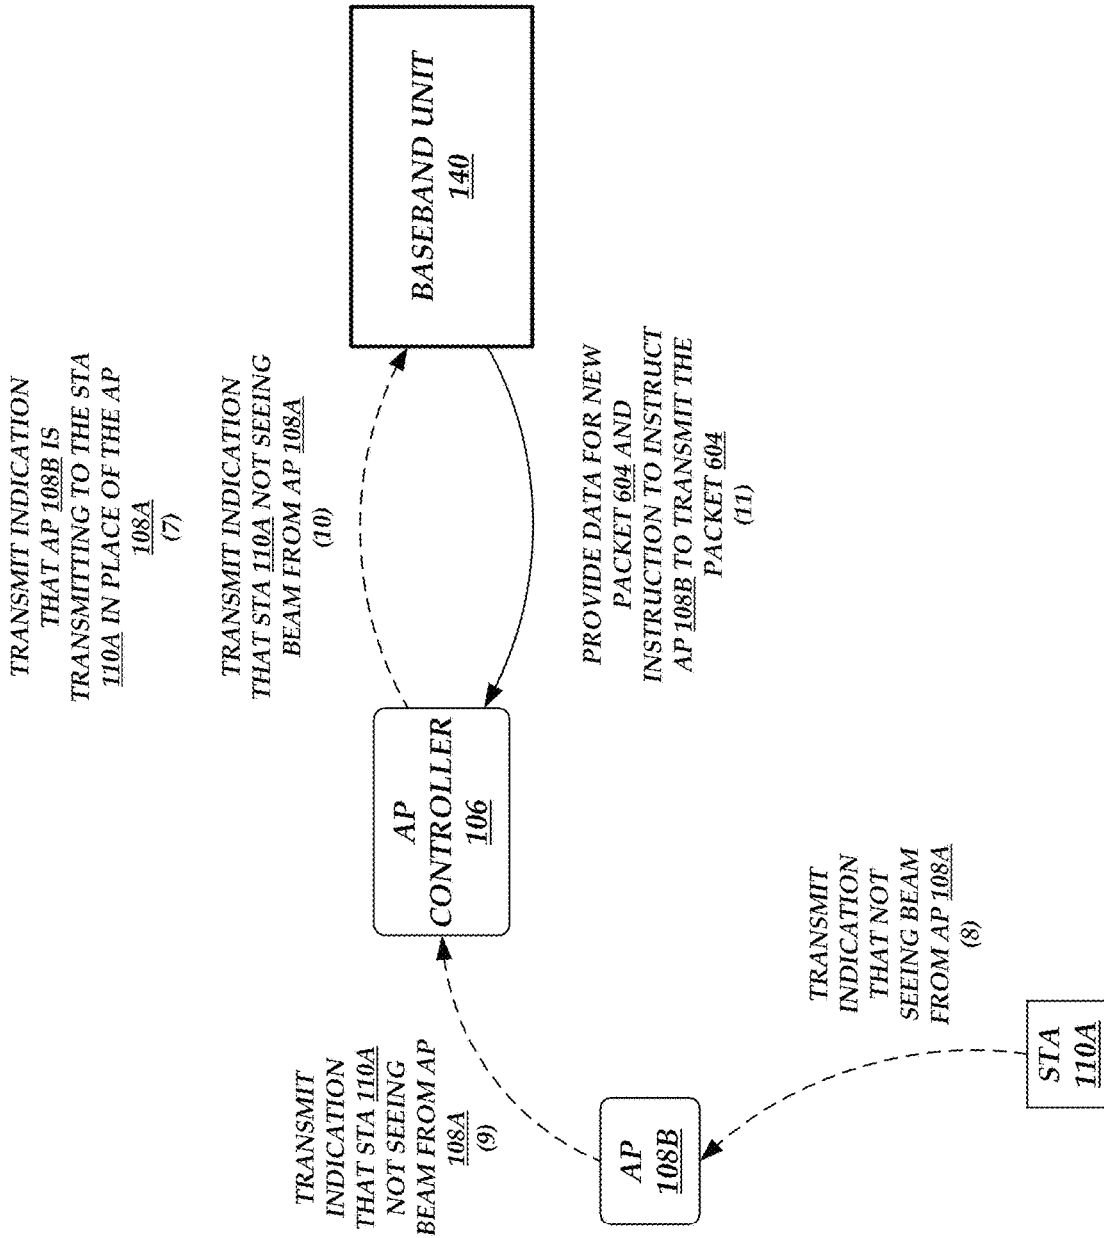 TRANSMIT INDICATION
THAT AP 108B IS
TRANSMITTING TO THE STA
110A IN PLACE OF THE AP
108A
(7)
TRANSMIT INDICATION
THAT STA 110A NOT SEEING
BEAM FROM AP 108A
(10)
BASEBAND UNIT
140
PROVIDE DATA FOR NEW
PACKET 604 AND
INSTRUCTION TO INSTRUCT
AP 108B TO TRANSMIT THE
PACKET 604
(11)
AP
CONTROLLER
106
TRANSMIT
INDICATION
THAT STA 110A
NOT SEEING
BEAM FROM AP
108A
(9)
TRANSMIT
INDICATION
THAT NOT
SEEING BEAM
FROM AP 108A
(8)
AP
108B
STA
110A